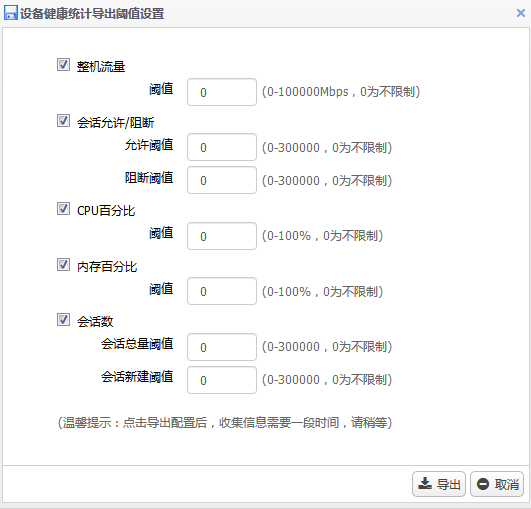 设备健康统计导出阈值设置
整机流量
阈值 0 (0-100000Mbps，0为不限制)
会话允许/阻断
允许阈值 0 (0-300000，0为不限制)
阻断阈值 0 (0-300000，0为不限制)
CPU百分比
阈值 0 (0-100%，0为不限制)
内存百分比
阈值 0 (0-100%，0为不限制)
会话数
会话总量阈值 0 (0-300000，0为不限制)
会话新建阈值 0 (0-300000，0为不限制)
(温馨提示：点击导出配置后，收集信息需要一段时间，请稍等)
导出 取消